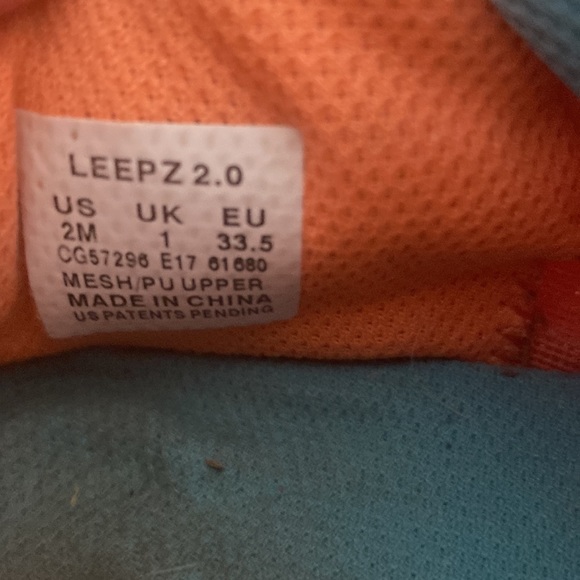 LEEPZ 2.0
US UK EU
2M 1 33.5
CG57296 E17 61680
MESH/PU UPPER
MADE IN CHINA
US PATENTS PENDING